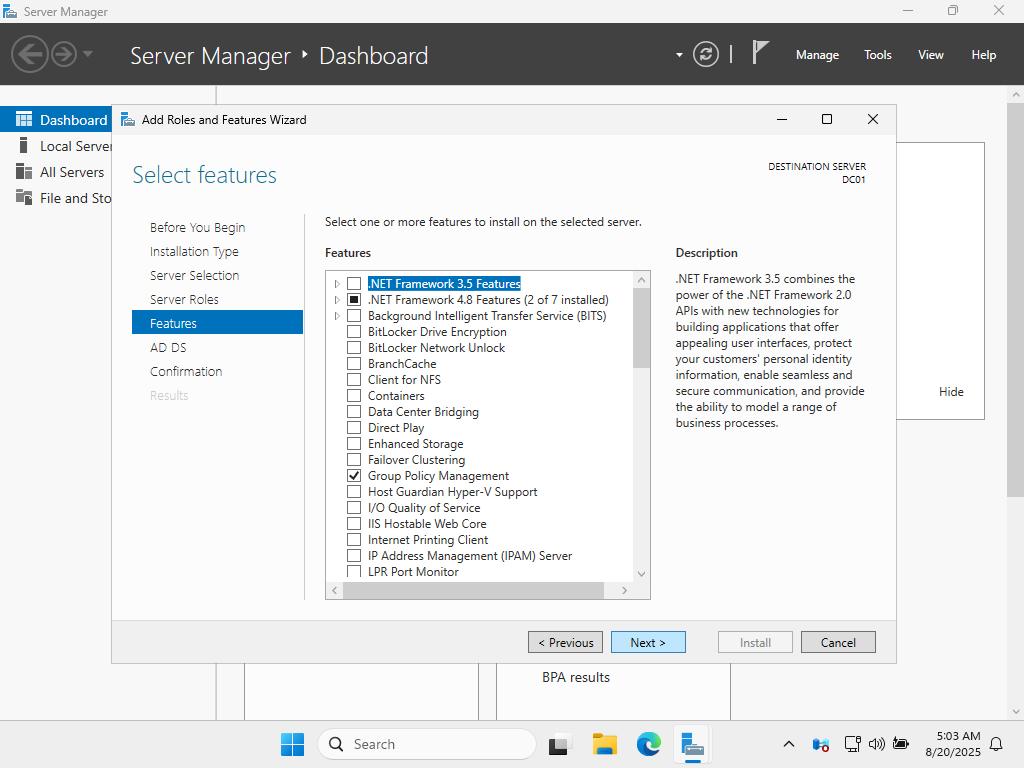 Server Manager
Server Manager
Dashboard
Manage
Tools
View
Help
Dashboard
Local Server
All Servers
File and Sto
Add Roles and Features Wizard
Select features
DESTINATION SERVER
DC01
Before You Begin
Installation Type
Server Selection
Server Roles
Features
AD DS
Confirmation
Results
Select one or more features to install on the selected server.
Features
.NET Framework 3.5 Features
.NET Framework 4.8 Features (2 of 7 installed)
Background Intelligent Transfer Service (BITS)
BitLocker Drive Encryption
BitLocker Network Unlock
BranchCache
Client for NFS
Containers
Data Center Bridging
Direct Play
Enhanced Storage
Failover Clustering
Group Policy Management
Host Guardian Hyper-V Support
I/O Quality of Service
IIS Hostable Web Core
Internet Printing Client
IP Address Management (IPAM) Server
LPR Port Monitor
Description
.NET Framework 3.5 combines the
power of the .NET Framework 2.0
APIs with new technologies for
building applications that offer
appealing user interfaces, protect
your customers' personal identity
information, enable seamless and
secure communication, and provide
the ability to model a range of
business processes.
Hide
< Previous
Next >
Install
Cancel
BPA results
Search
5:03 AM
8/20/2025